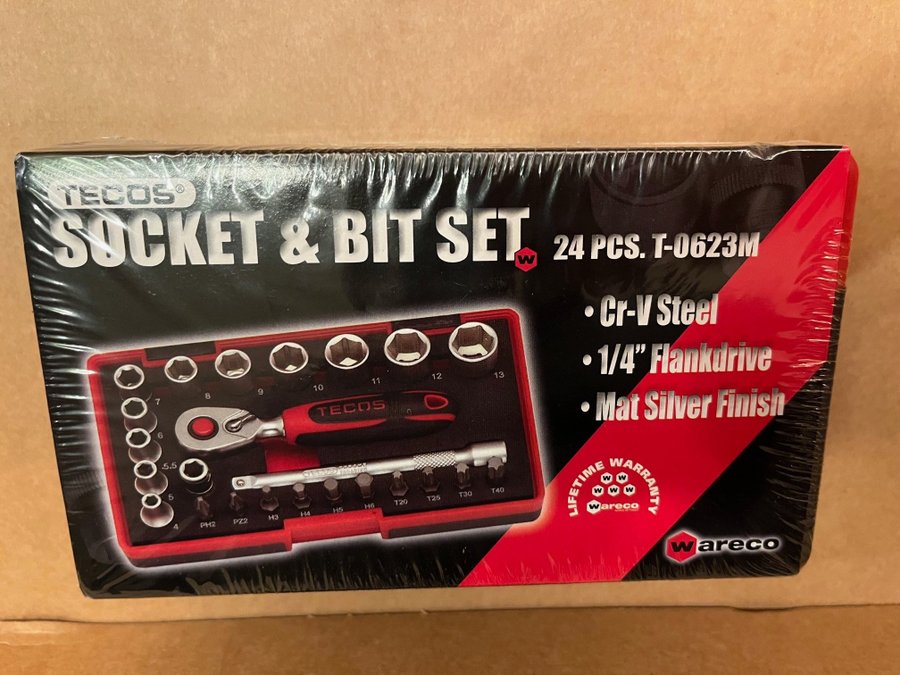 TECOS®
SOCKET & BIT SET
W
24 PCS. T-0623M
• Cr-V Steel
• 1/4" Flankdrive
• Mat Silver Finish
8
9
10
11
12
13
7
6
5.5
5
4
TECOS
PH2
PZ2
H3
H4
H5
H6
T20
T25
T30
T40
LIFETIME WARRANTY
W W
W W W
wareco
wareco